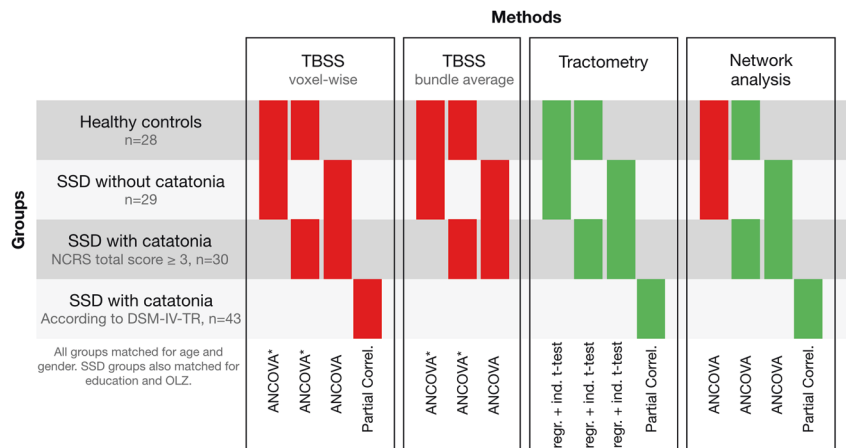 Methods
TBSS
voxel-wise
TBSS
bundle average
Tractometry
Network
analysis
Groups
Healthy controls
n=28
SSD without catatonia
n=29
SSD with catatonia
NCRS total score ≥ 3, n=30
SSD with catatonia
According to DSM-IV-TR, n=43
All groups matched for age and
gender. SSD groups also matched for
education and OLZ.
ANCOVA*
ANCOVA*
ANCOVA
Partial Correl.
ANCOVA*
ANCOVA*
ANCOVA
regr. + ind. t-test
regr. + ind. t-test
regr. + ind. t-test
Partial Correl.
ANCOVA
ANCOVA
ANCOVA
Partial Correl.